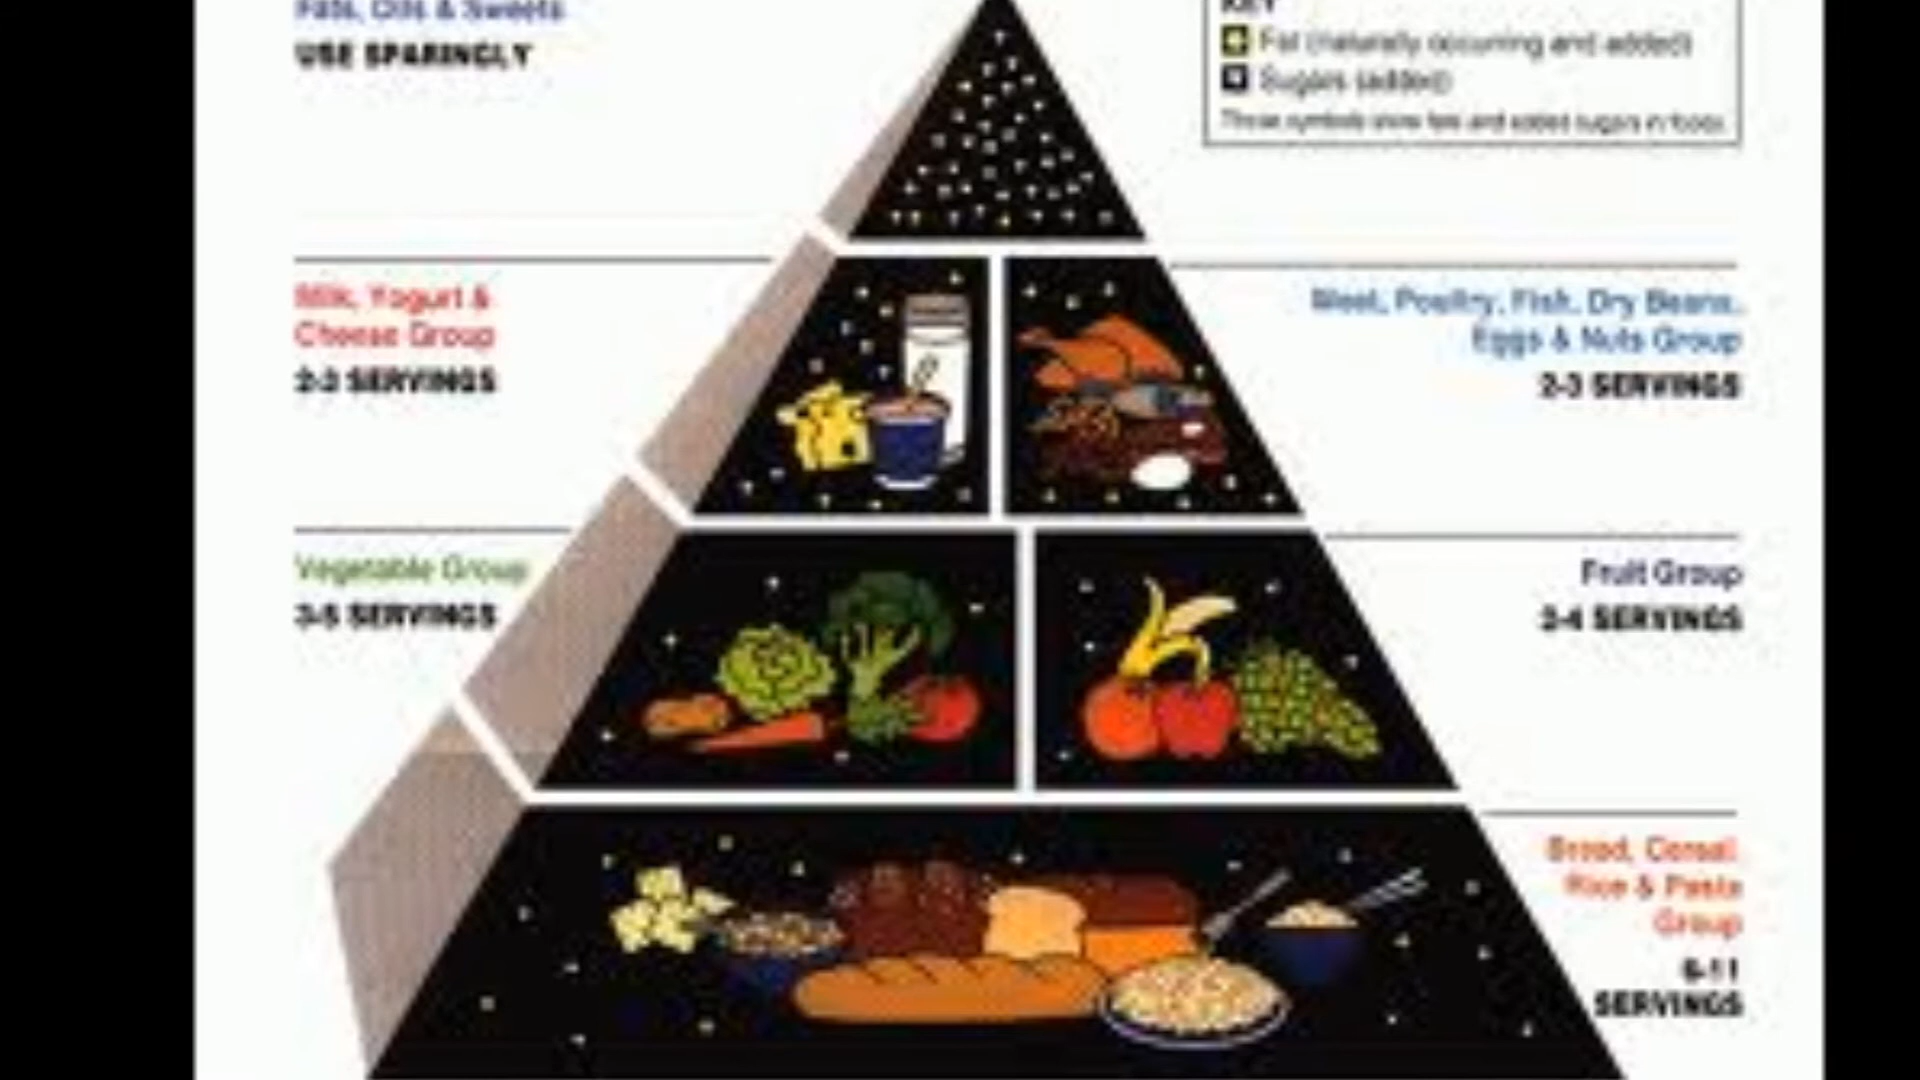 Fats, Oils & Sweets
USE SPARINGLY
KEY
Fat (naturally occurring and added)
Sugars (added)
These symbols show fats and added sugars in foods.
Milk, Yogurt &
Cheese Group
2-3 SERVINGS
Meat, Poultry, Fish, Dry Beans,
Eggs & Nuts Group
2-3 SERVINGS
Vegetable Group
3-5 SERVINGS
Fruit Group
2-4 SERVINGS
Bread, Cereal,
Rice & Pasta
Group
6-11
SERVINGS